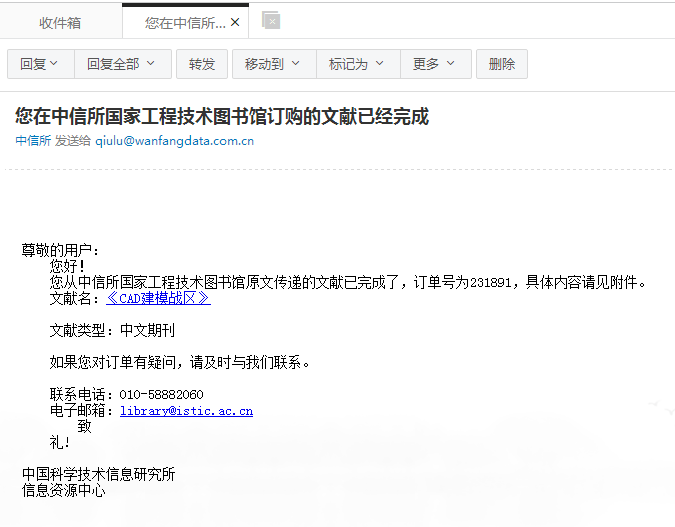 收件箱 您在中信所...
回复 回复全部 转发 移动到 标记为 更多 删除
您在中信所国家工程技术图书馆订购的文献已经完成
中信所 发送给 qiulu@wanfangdata.com.cn
尊敬的用户:
您好!
您从中信所国家工程技术图书馆原文传递的文献已完成了,订单号为231891,具体内容请见附件。
文献名:《CAD建模战区》
文献类型:中文期刊
如果您对订单有疑问,请及时与我们联系。
联系电话:010-58882060
电子邮箱:library@istic.ac.cn
致
礼!
中国科学技术信息研究所
信息资源中心